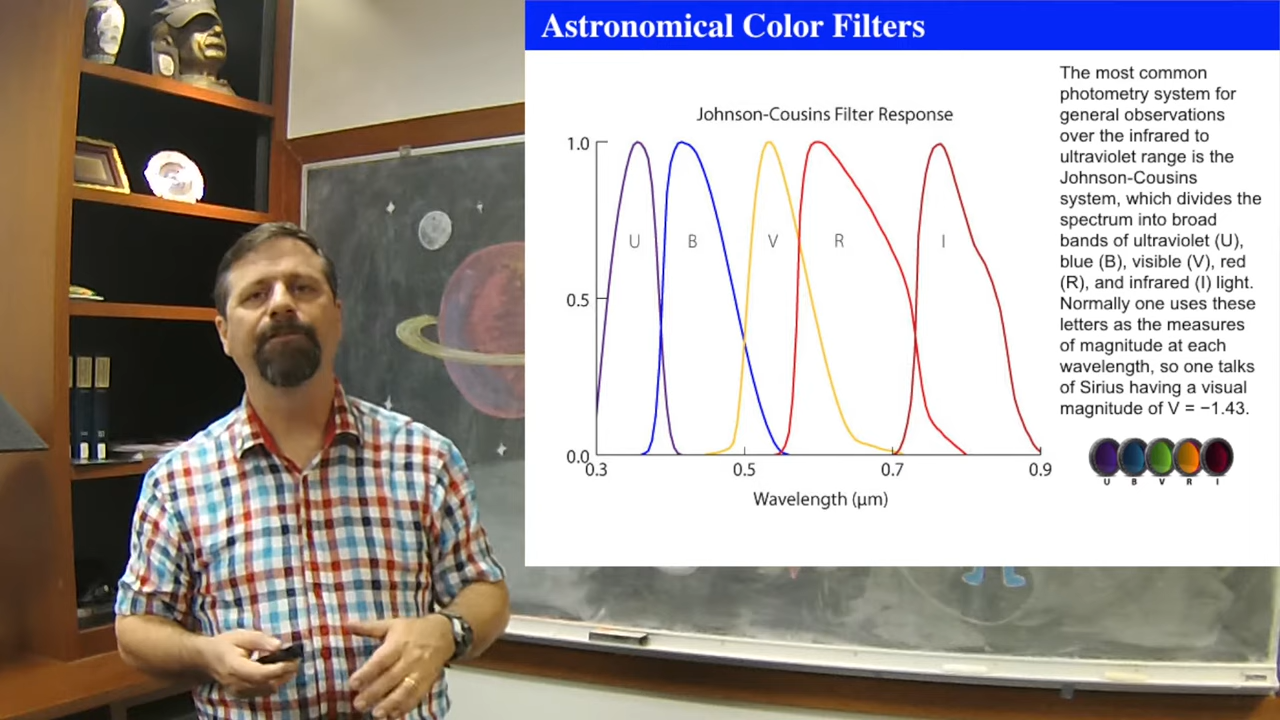 Astronomical Color Filters
Johnson-Cousins Filter Response
1.0
0.5
0.0
U
B
V
R
I
0.3
0.5
0.7
0.9
Wavelength (μm)
The most common
photometry system for
general observations
over the infrared to
ultraviolet range is the
Johnson-Cousins
system, which divides the
spectrum into broad
bands of ultraviolet (U),
blue (B), visible (V), red
(R), and infrared (I) light.
Normally one uses these
letters as the measures
of magnitude at each
wavelength, so one talks
of Sirius having a visual
magnitude of V = −1.43.
U B V R I